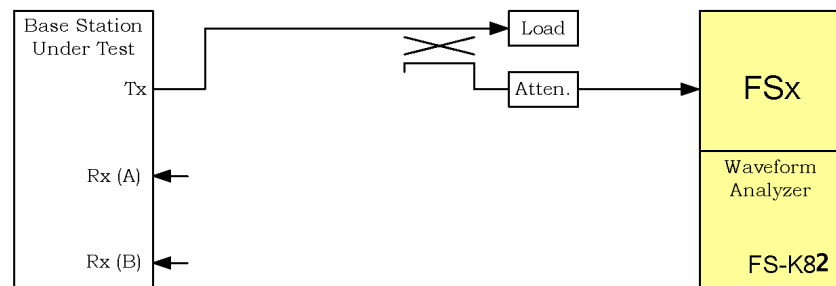 Base Station
Under Test
Tx
Rx (A)
Rx (B)
Load
Atten.
FSx
Waveform
Analyzer
FS-K82